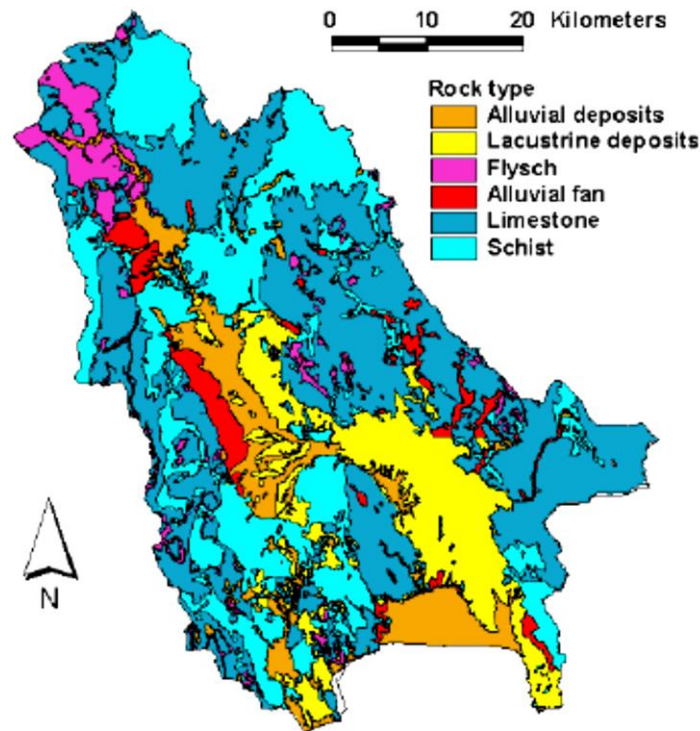 0 10 20 Kilometers
Rock type
Alluvial deposits
Lacustrine deposits
Flysch
Alluvial fan
Limestone
Schist
N